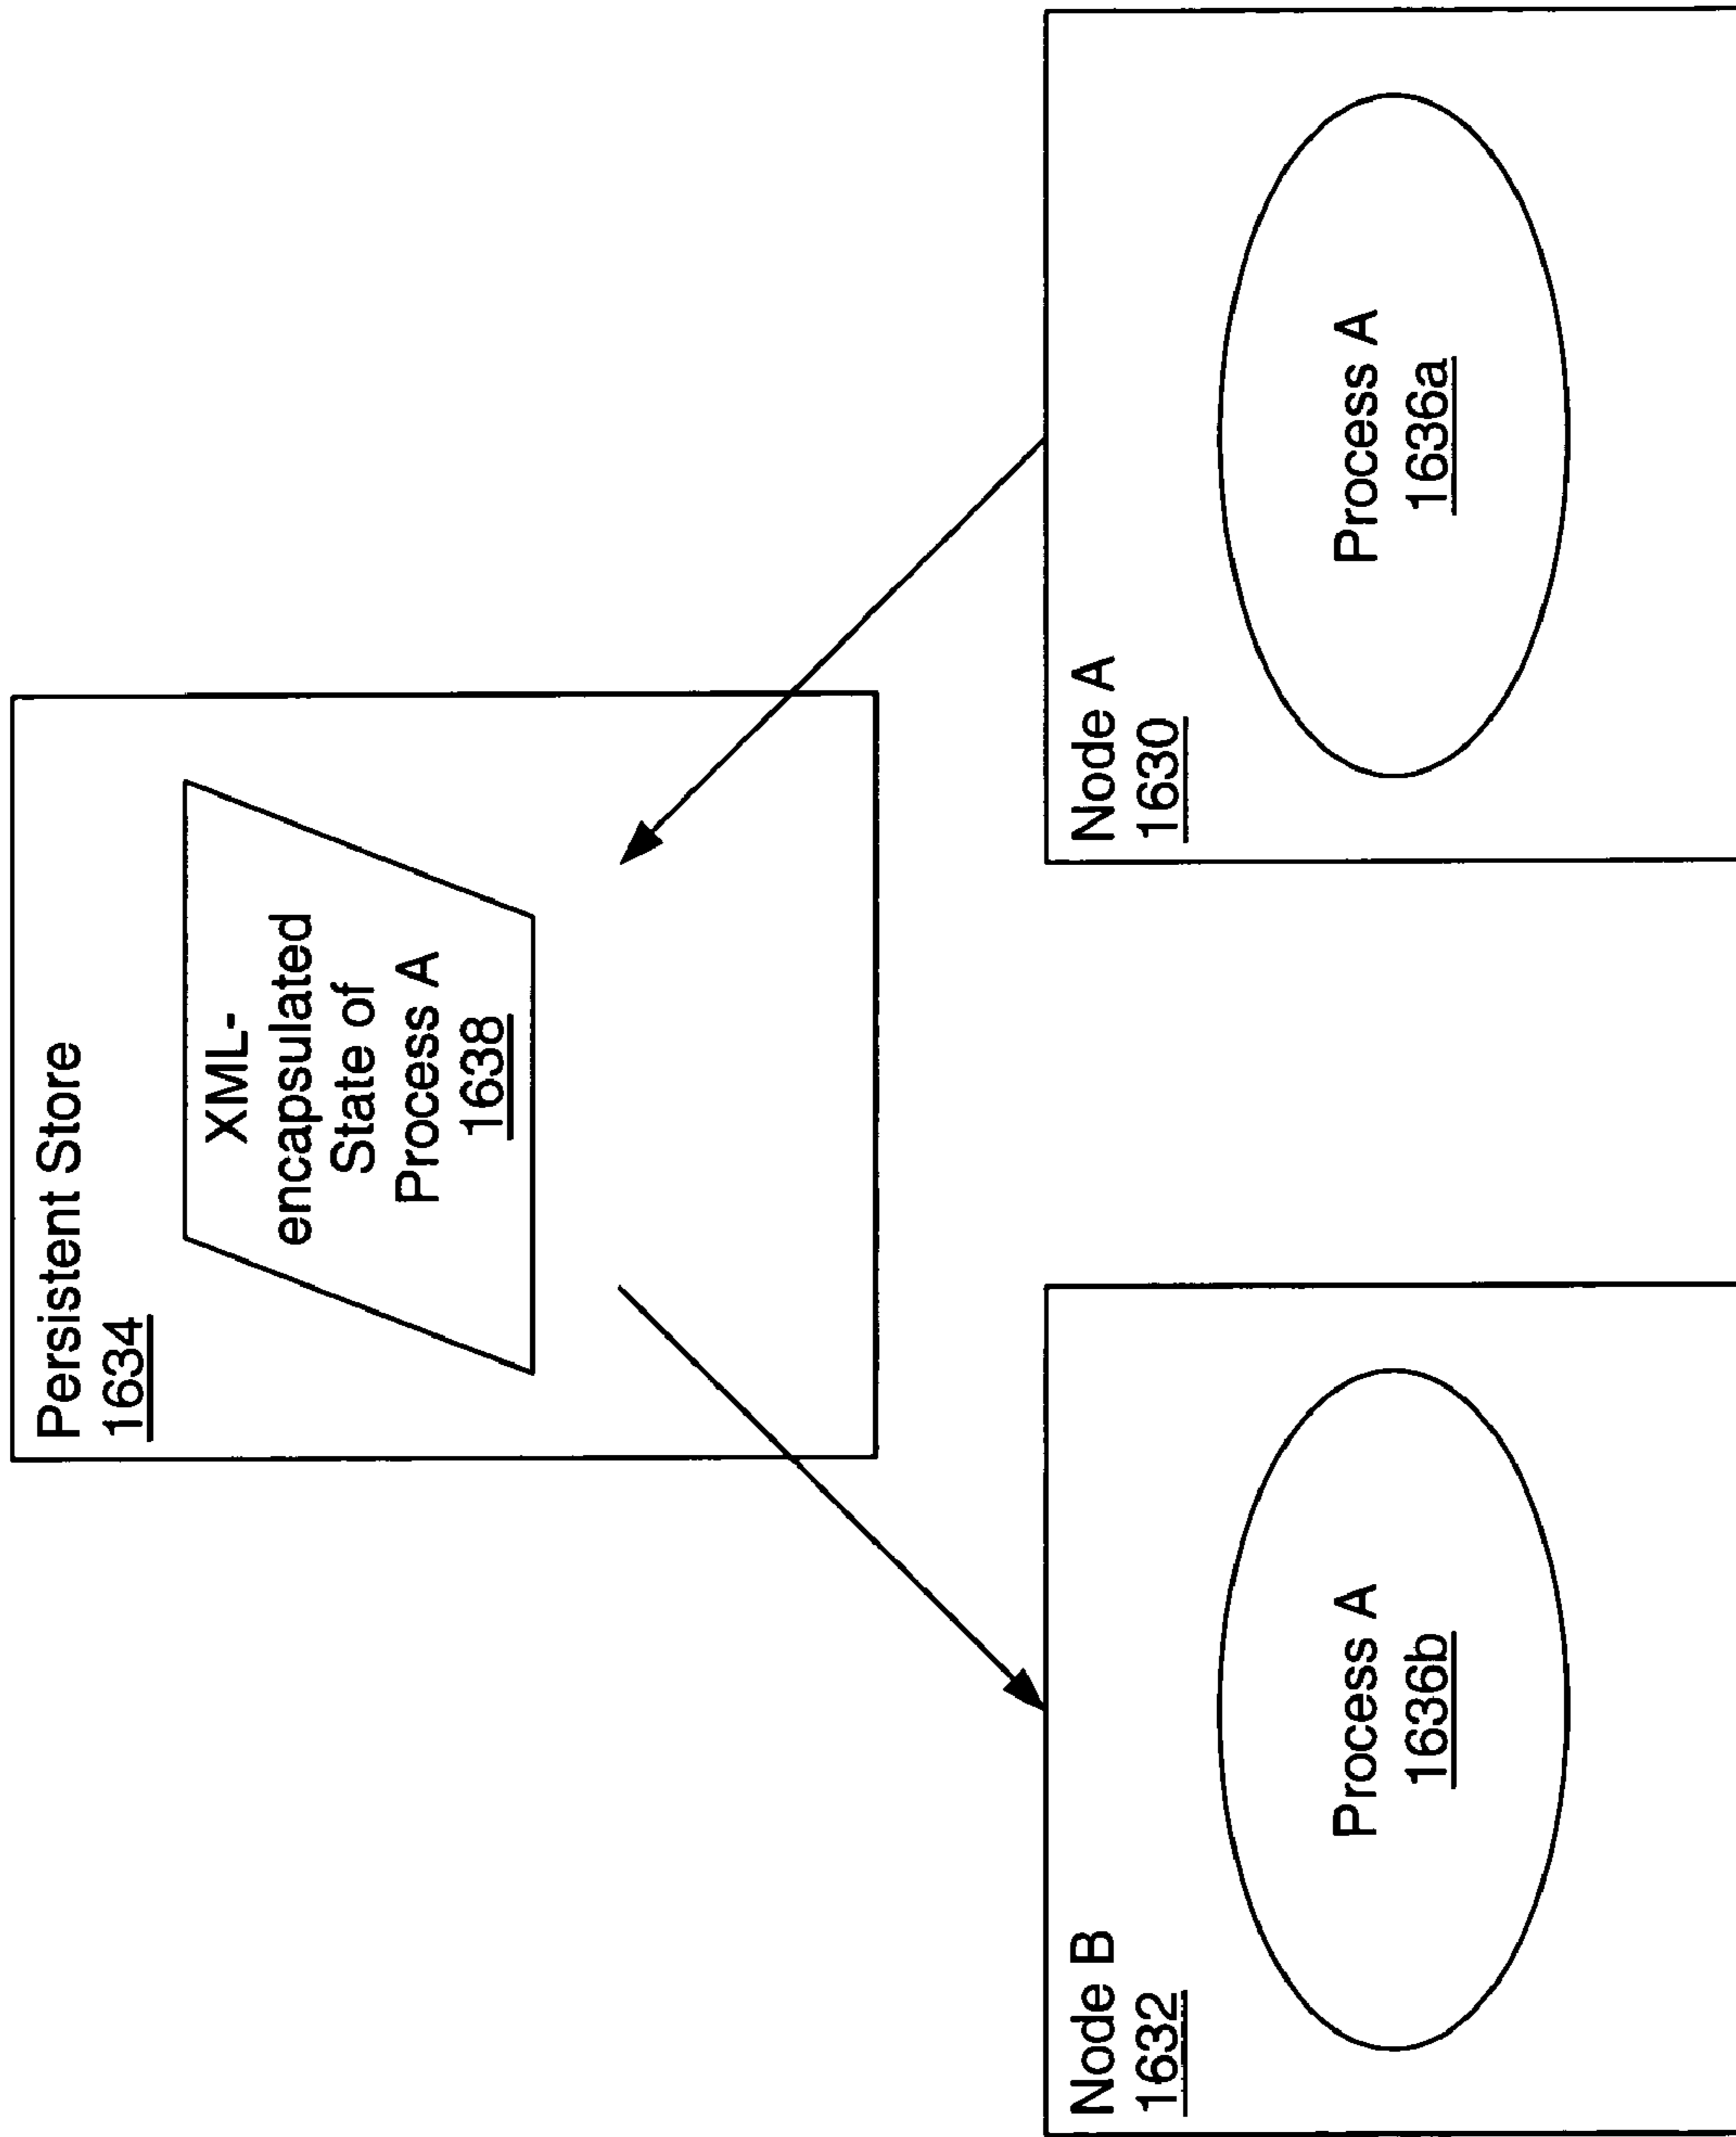 Persistent Store
1634
XML-
encapsulated
State of
Process A
1638
Node B
1632
Process A
1636b
Node A
1630
Process A
1636a